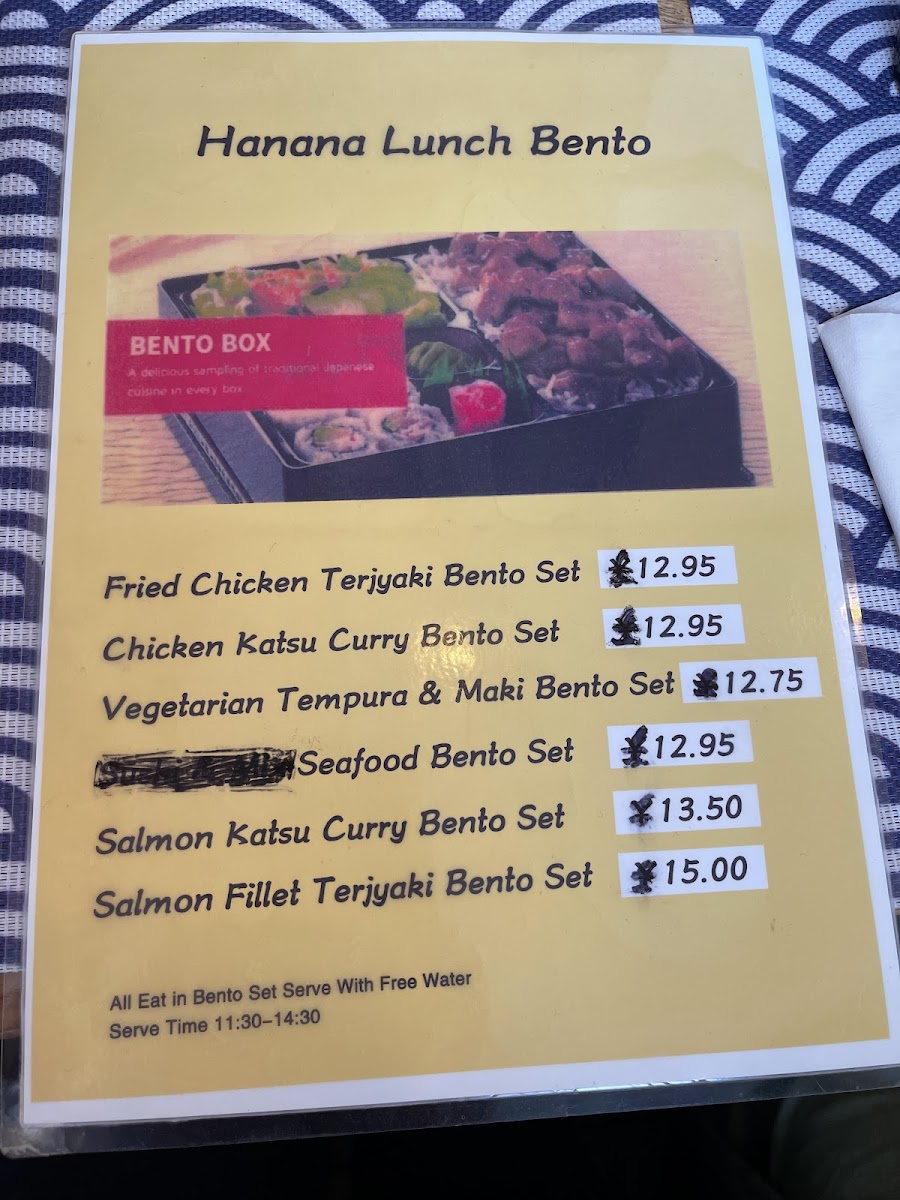 Hanana Lunch Bento
BENTO BOX
A delicious sampling of traditional Japanese
cuisine in every box
Fried Chicken Terjyaki Bento Set 12.95
Chicken Katsu Curry Bento Set 12.95
Vegetarian Tempura & Maki Bento Set 12.75
Seafood Bento Set 12.95
Salmon Katsu Curry Bento Set 13.50
Salmon Fillet Terjyaki Bento Set 15.00
All Eat in Bento Set Serve With Free Water
Serve Time 11:30–14:30